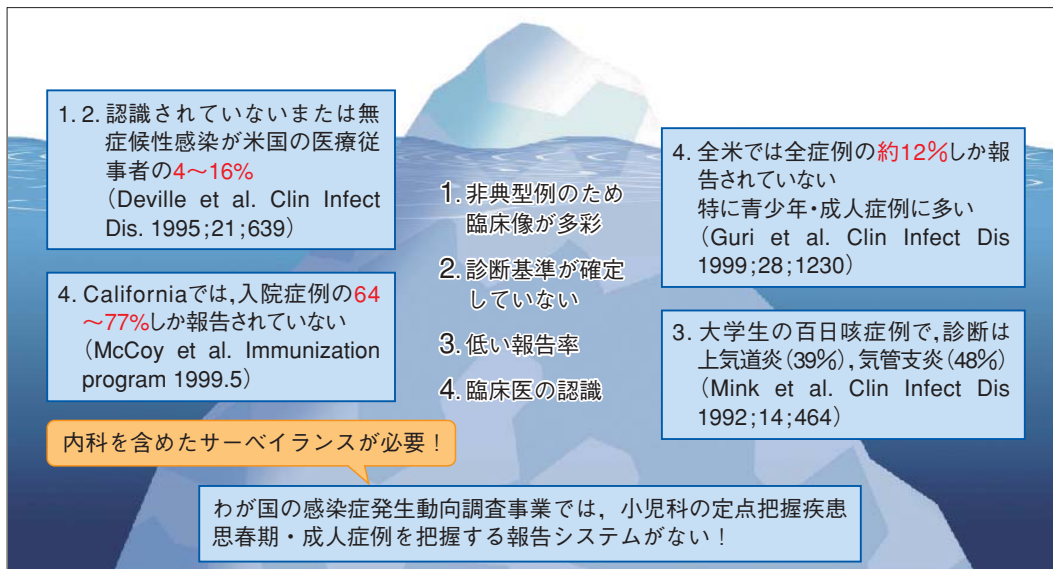 1. 2. 認識されていないまたは無
症候性感染が米国の医療従
事者の4〜16%
（Deville et al. Clin Infect
Dis. 1995;21;639）
4. Californiaでは,入院症例の64
〜77%しか報告されていない
（McCoy et al. Immunization
program 1999.5）
1. 非典型例のため
臨床像が多彩
2. 診断基準が確定
していない
3. 低い報告率
4. 臨床医の認識
4. 全米では全症例の約12%しか報
告されていない
特に青少年・成人症例に多い
（Guri et al. Clin Infect Dis
1999;28;1230）
3. 大学生の百日咳症例で,診断は
上気道炎（39%）,気管支炎（48%）
（Mink et al. Clin Infect Dis
1992;14;464）
内科を含めたサーベイランスが必要！
わが国の感染症発生動向調査事業では，小児科の定点把握疾患
思春期・成人症例を把握する報告システムがない！